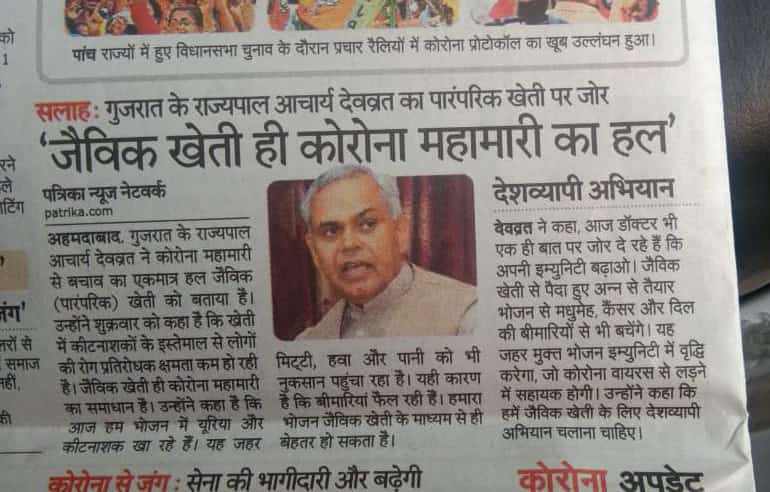 को
1
पांच राज्यों में हुए विधानसभा चुनाव के दौरान प्रचार रैलियों में कोरोना प्रोटोकॉल का खूब उल्लंघन हुआ।
सलाह: गुजरात के राज्यपाल आचार्य देवव्रत का पारंपरिक खेती पर जोर
‘जैविक खेती ही कोरोना महामारी का हल’
रने
ले
टिंग
पत्रिका न्यूज नेटवर्क
patrika.com
अहमदाबाद. गुजरात के राज्यपाल
आचार्य देवव्रत ने कोरोना महामारी
से बचाव का एकमात्र हल जैविक
(पारंपरिक) खेती को बताया है।
उन्होंने शुक्रवार को कहा है कि खेती
में कीटनाशकों के इस्तेमाल से लोगों
की रोग प्रतिरोधक क्षमता कम हो रही
है। जैविक खेती ही कोरोना महामारी
का समाधान है। उन्होंने कहा है कि
आज हम भोजन में यूरिया और
कीटनाशक खा रहे हैं। यह जहर
मिट्टी, हवा और पानी को भी
नुकसान पहुंचा रहा है। यही कारण
है कि बीमारियां फैल रही हैं। हमारा
भोजन जैविक खेती के माध्यम से ही
बेहतर हो सकता है।
देशव्यापी अभियान
देवव्रत ने कहा, आज डॉक्टर भी
एक ही बात पर जोर दे रहे हैं कि
अपनी इम्युनिटी बढ़ाओ। जैविक
खेती से पैदा हुए अन्न से तैयार
भोजन से मधुमेह, कैंसर और दिल
की बीमारियों से भी बचेंगे। यह
जहर मुक्त भोजन इम्युनिटी में वृद्धि
करेगा, जो कोरोना वायरस से लड़ने
में सहायक होगी। उन्होंने कहा कि
हमें जैविक खेती के लिए देशव्यापी
अभियान चलाना चाहिए।
जंग'
तरों से
समाज
नहीं,
की
कोरोना से जंग : सेना की भागीदारी और बढ़ेगी
कोरोना अपडेट